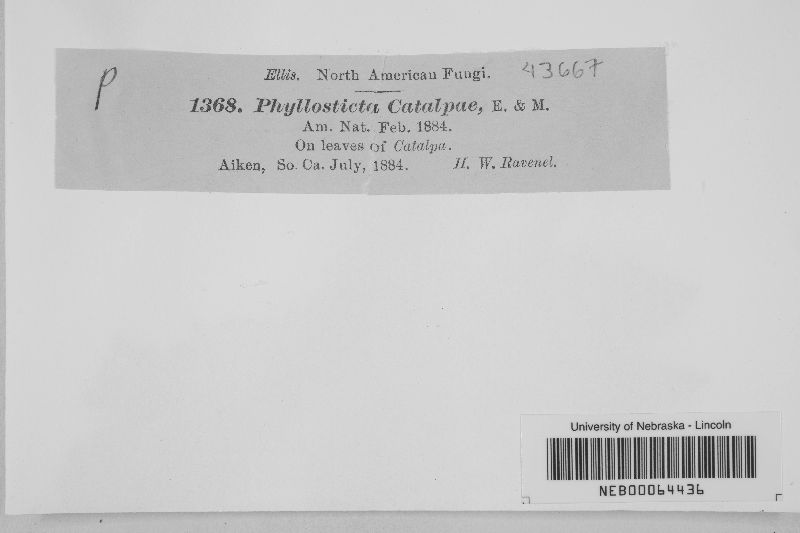 p
Ellis. North American Fungi. 43667
1368. Phyllosticta Catalpae, E. & M.
Am. Nat. Feb. 1884.
On leaves of Catalpa.
Aiken, So. Ca. July, 1884. H. W. Ravenel.
University of Nebraska - Lincoln
NEB00064436